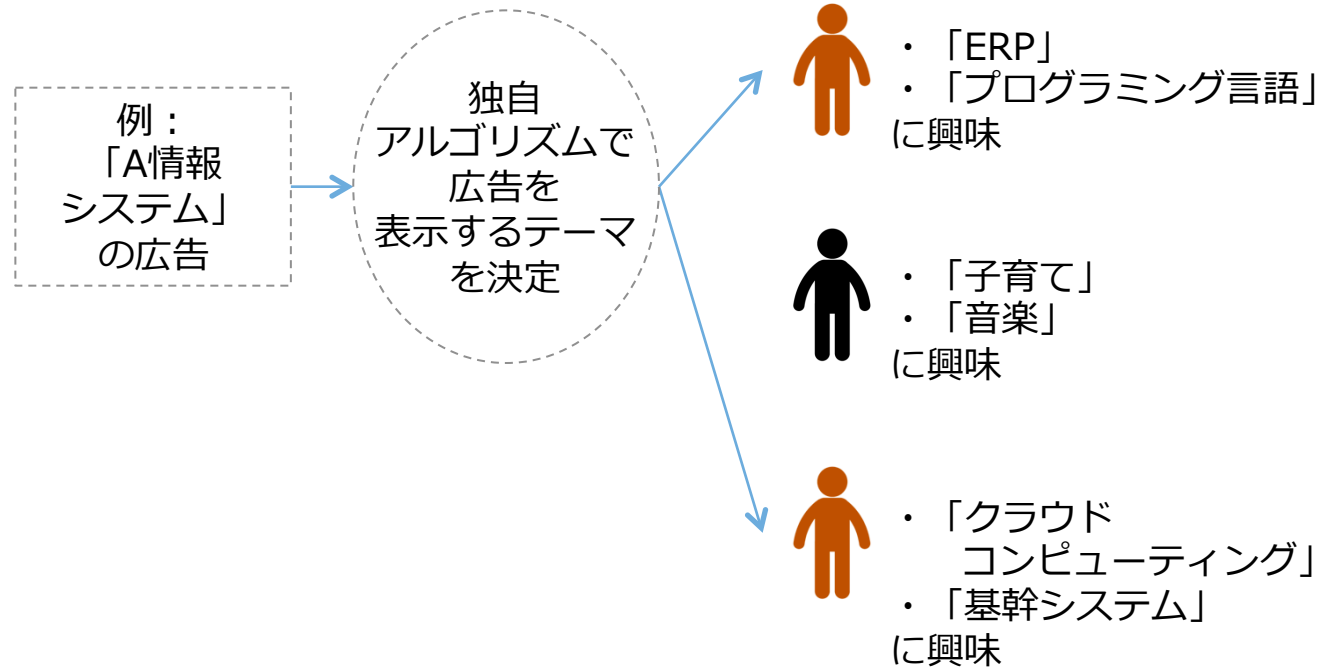 例：
「A情報
システム」
の広告
独自
アルゴリズムで
広告を
表示するテーマ
を決定
・「ERP」
・「プログラミング言語」
に興味
・「子育て」
・「音楽」
に興味
・「クラウド
コンピューティング」
・「基幹システム」
に興味